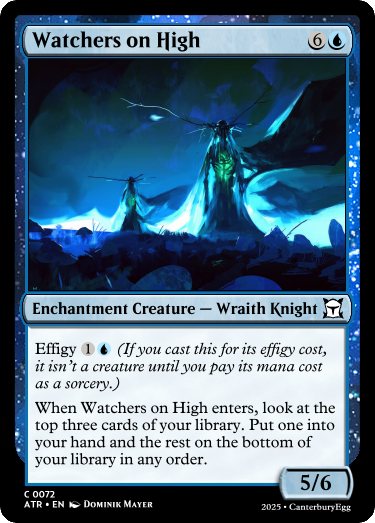 Watchers on High 6
Enchantment Creature — Wraith Knight
Effigy 1 (If you cast this for its effigy cost,
it isn't a creature until you pay its mana cost
as a sorcery.)
When Watchers on High enters, look at the
top three cards of your library. Put one into
your hand and the rest on the bottom of
your library in any order.
5/6
C 0072
ATR • EN Dominik Mayer
2025 • CanterburyEgg